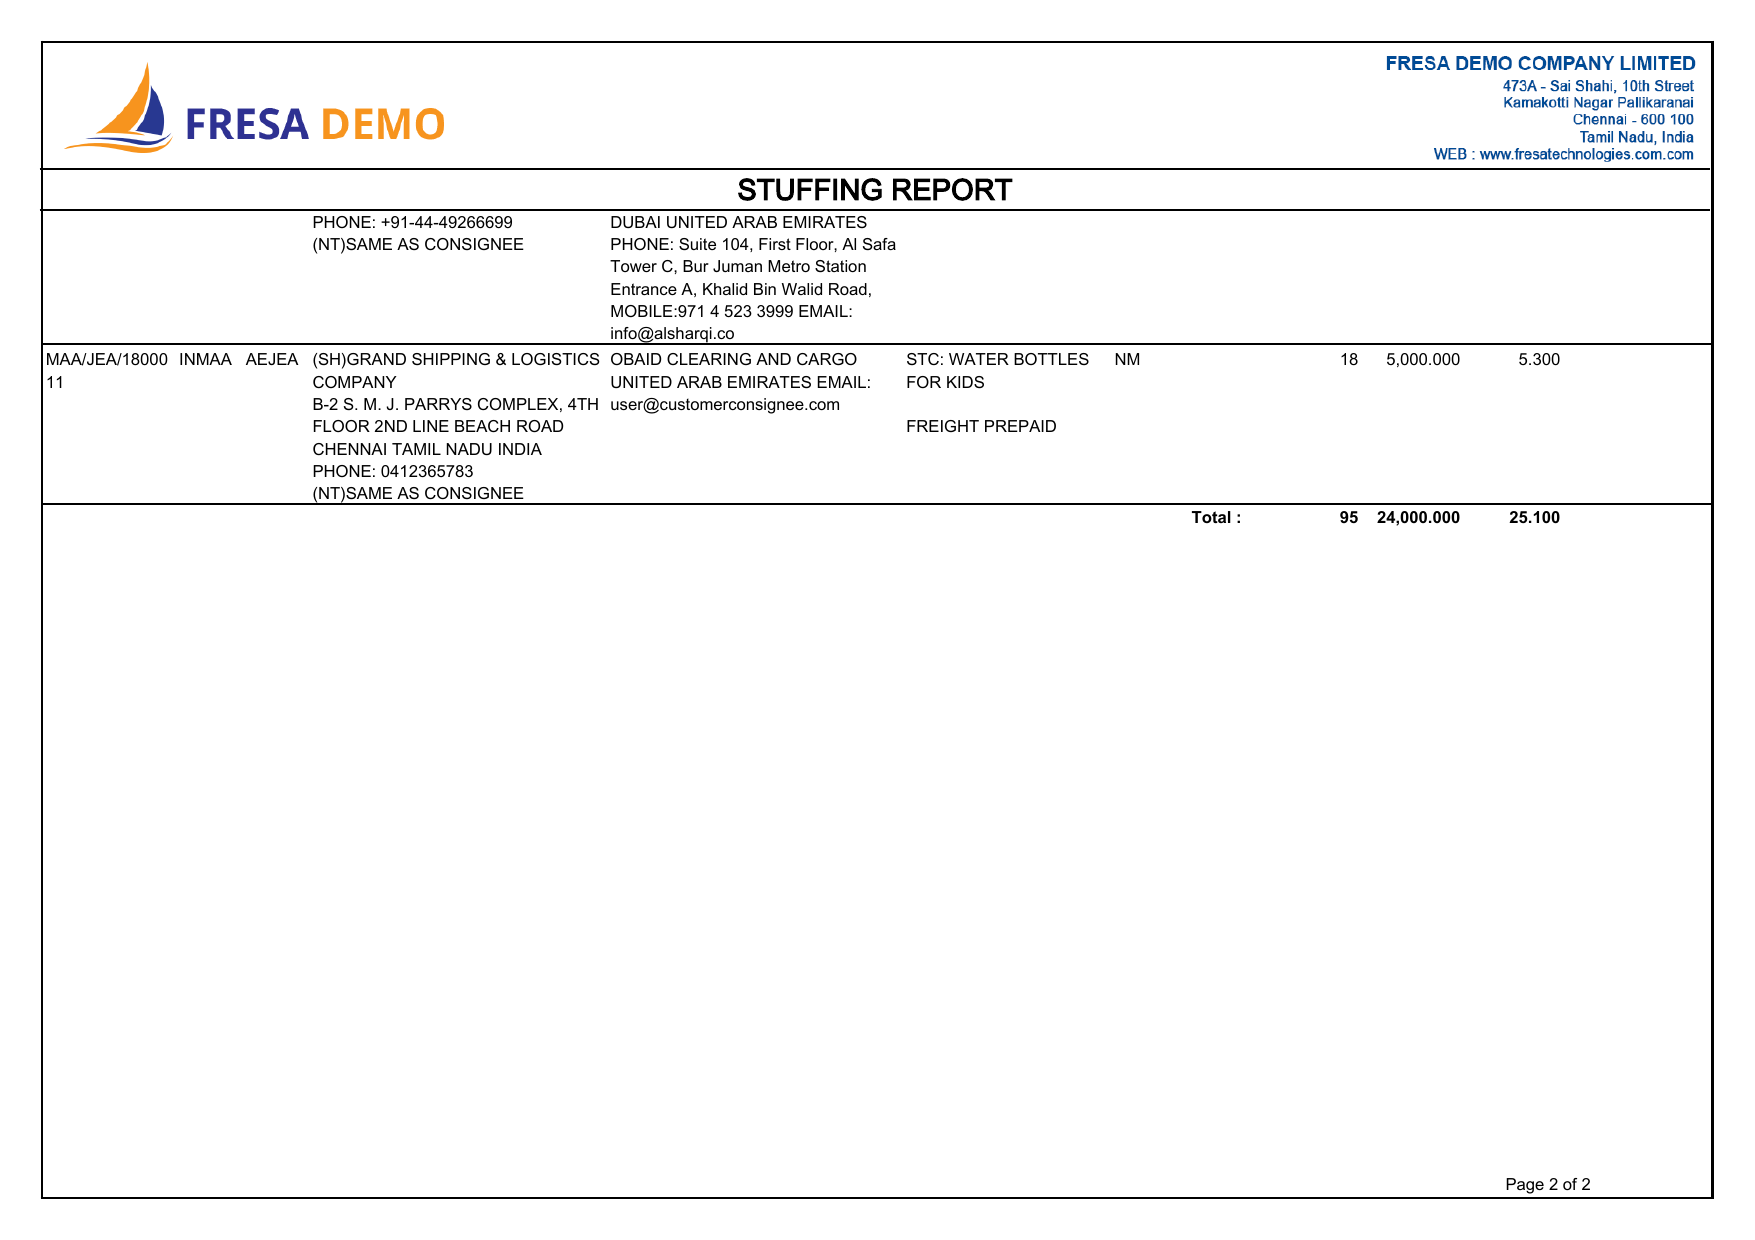 FRESA DEMO
FRESA DEMO COMPANY LIMITED
473A - Sai Shahi, 10th Street
Kamakotti Nagar Pallikaranai
Chennai - 600 100
Tamil Nadu, India
WEB : www.fresatechnologies.com.com
STUFFING REPORT
PHONE: +91-44-49266699 DUBAI UNITED ARAB EMIRATES
(NT)SAME AS CONSIGNEE PHONE: Suite 104, First Floor, Al Safa
Tower C, Bur Juman Metro Station
Entrance A, Khalid Bin Walid Road,
MOBILE:971 4 523 3999 EMAIL:
info@alsharqi.co
MAA/JEA/18000 INMAA AEJEA (SH)GRAND SHIPPING & LOGISTICS OBAID CLEARING AND CARGO STC: WATER BOTTLES NM 18 5,000.000 5.300
11 COMPANY UNITED ARAB EMIRATES EMAIL: FOR KIDS
B-2 S. M. J. PARRYS COMPLEX, 4TH user@customerconsignee.com
FLOOR 2ND LINE BEACH ROAD FREIGHT PREPAID
CHENNAI TAMIL NADU INDIA
PHONE: 0412365783
(NT)SAME AS CONSIGNEE
Total : 95 24,000.000 25.100
Page 2 of 2